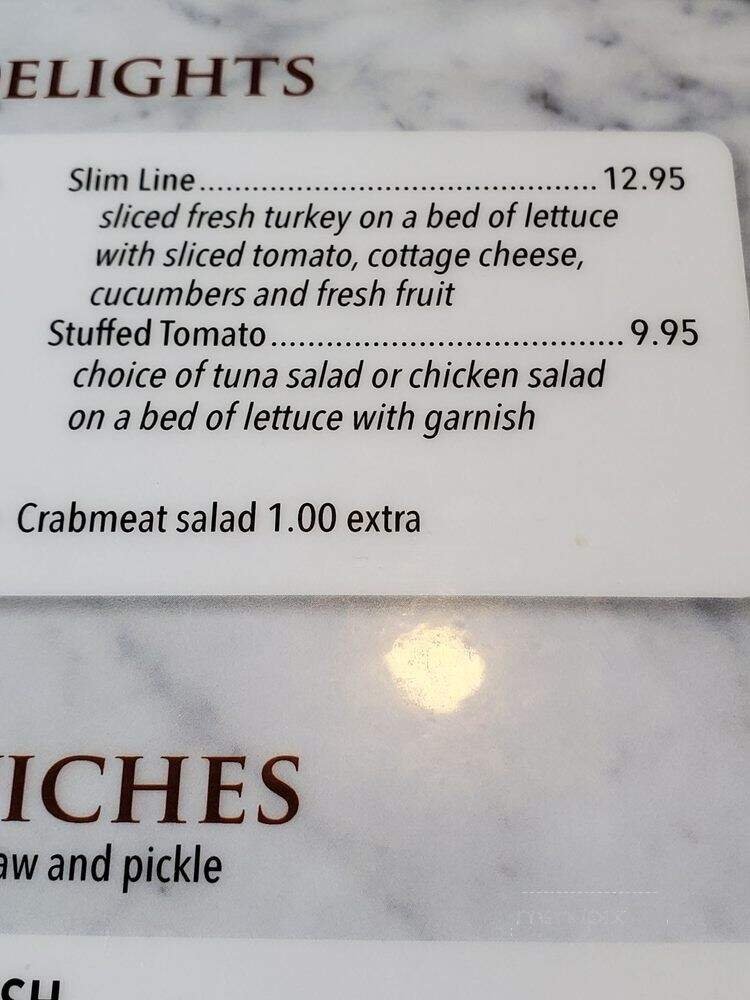 DELIGHTS
Slim Line............................................ 12.95
sliced fresh turkey on a bed of lettuce
with sliced tomato, cottage cheese,
cucumbers and fresh fruit
Stuffed Tomato....................................... 9.95
choice of tuna salad or chicken salad
on a bed of lettuce with garnish
Crabmeat salad 1.00 extra
ICHES
aw and pickle
SH